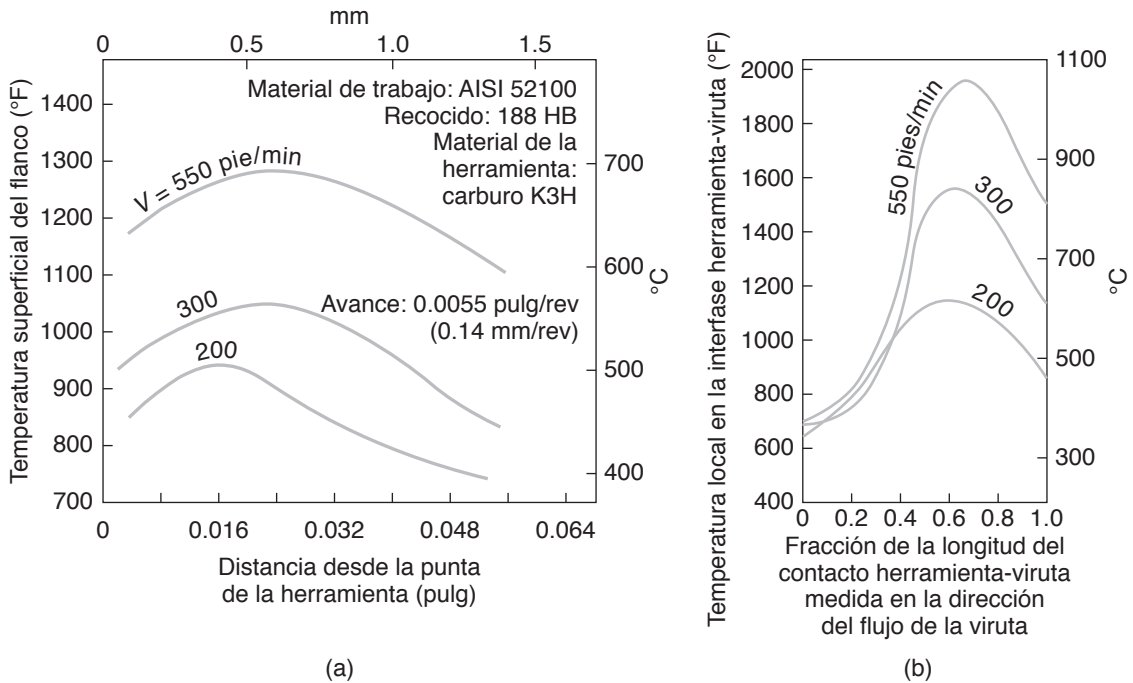 mm
0 0.5 1.0 1.5
Temperatura superficial del flanco (°F)
1400
1300
1200
1100
1000
900
800
700
Material de trabajo: AISI 52100
Recocido: 188 HB
Material de la
herramienta:
carburo K3H
V = 550 pie/min
300
Avance: 0.0055 pulg/rev
(0.14 mm/rev)
200
700
600
500
400
°C
0 0.016 0.032 0.048 0.064
Distancia desde la punta
de la herramienta (pulg)
(a)
Temperatura local en la interfase herramienta-viruta (°F)
2000
1800
1600
1400
1200
1000
800
600
400
550 pies/min
300
200
1100
900
700
500
300
°C
0 0.2 0.4 0.6 0.8 1.0
Fracción de la longitud del
contacto herramienta-viruta
medida en la dirección
del flujo de la viruta
(b)